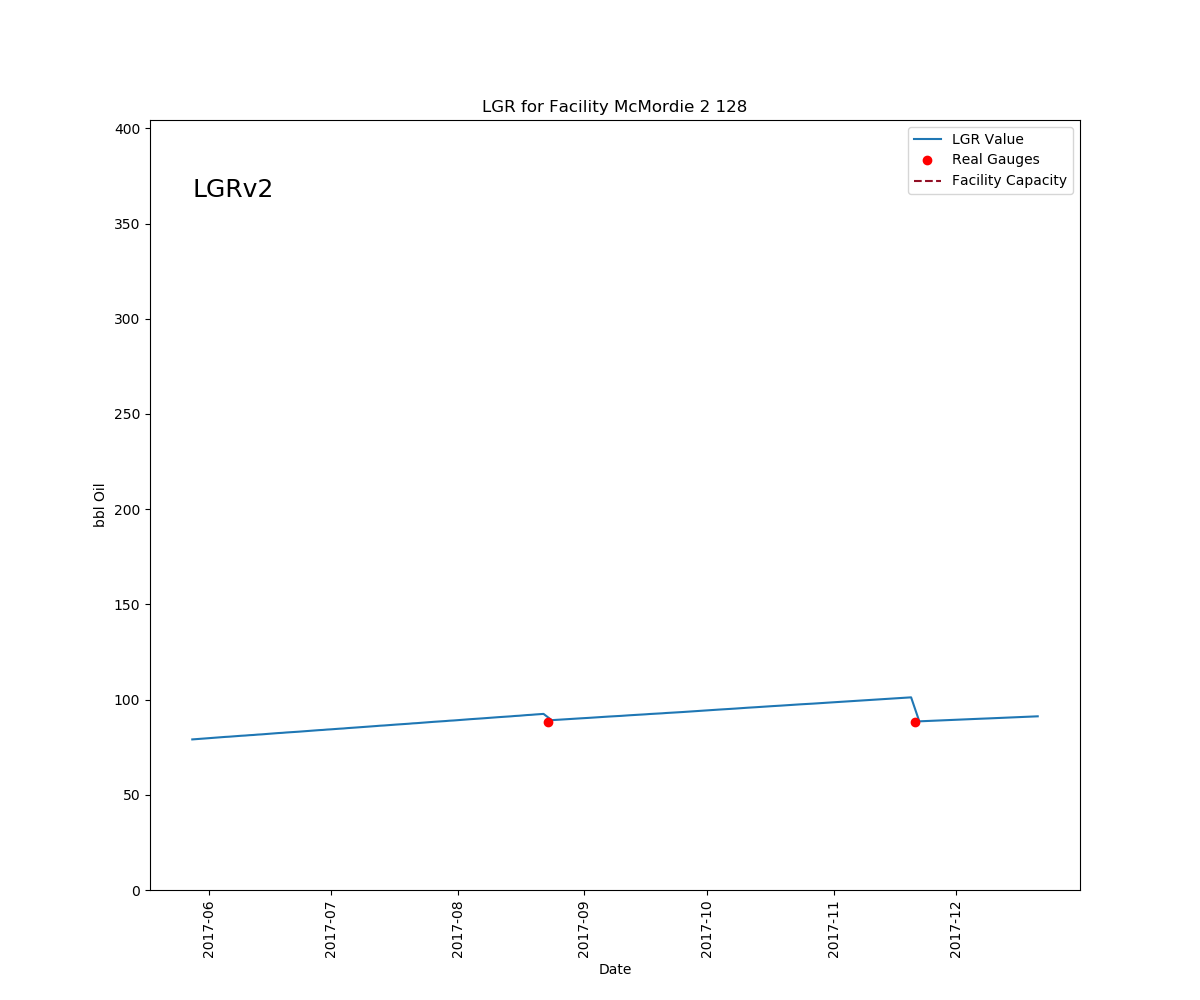 LGR for Facility McMordie 2 128
LGRv2
LGR Value
Real Gauges
Facility Capacity
400
350
300
250
200
150
100
50
0
bbl Oil
2017-06
2017-07
2017-08
2017-09
2017-10
2017-11
2017-12
Date